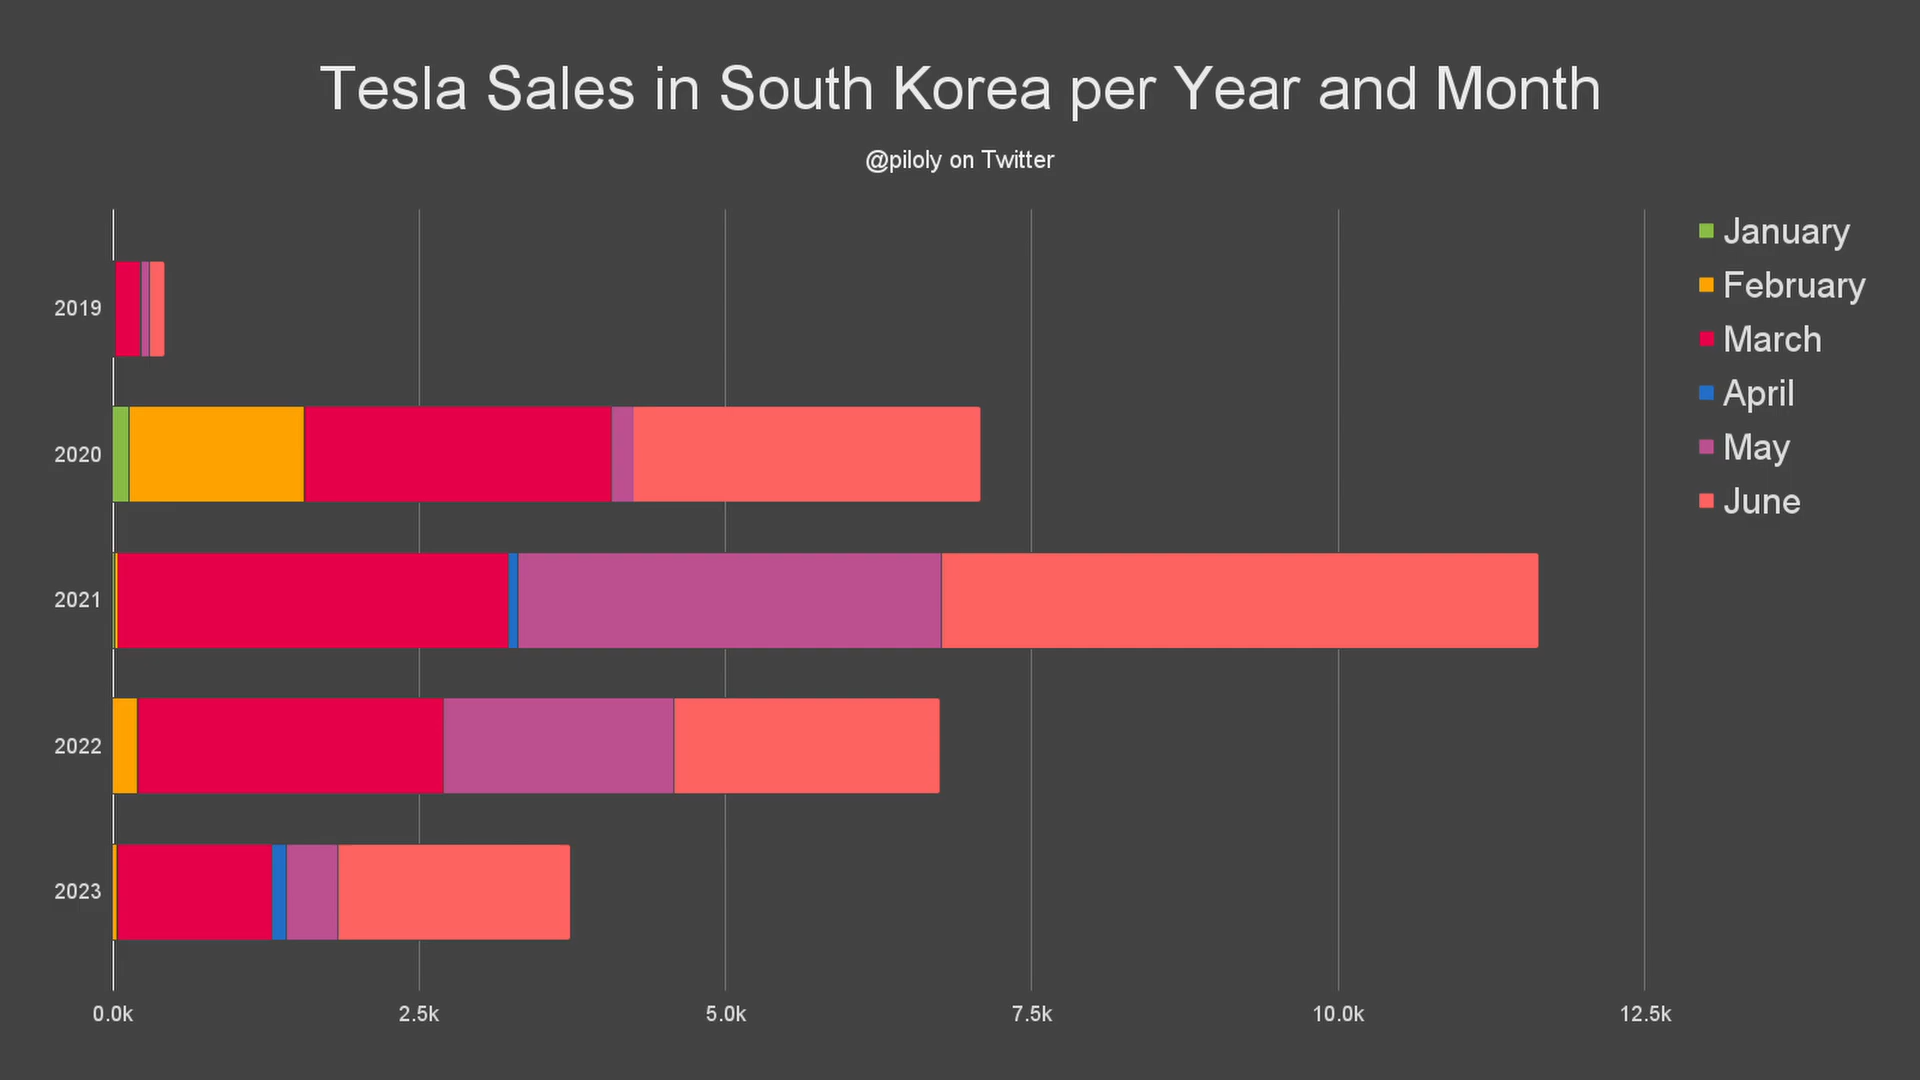 Tesla Sales in South Korea per Year and Month
@piloly on Twitter
January
February
March
April
May
June
2019
2020
2021
2022
2023
0.0k 2.5k 5.0k 7.5k 10.0k 12.5k